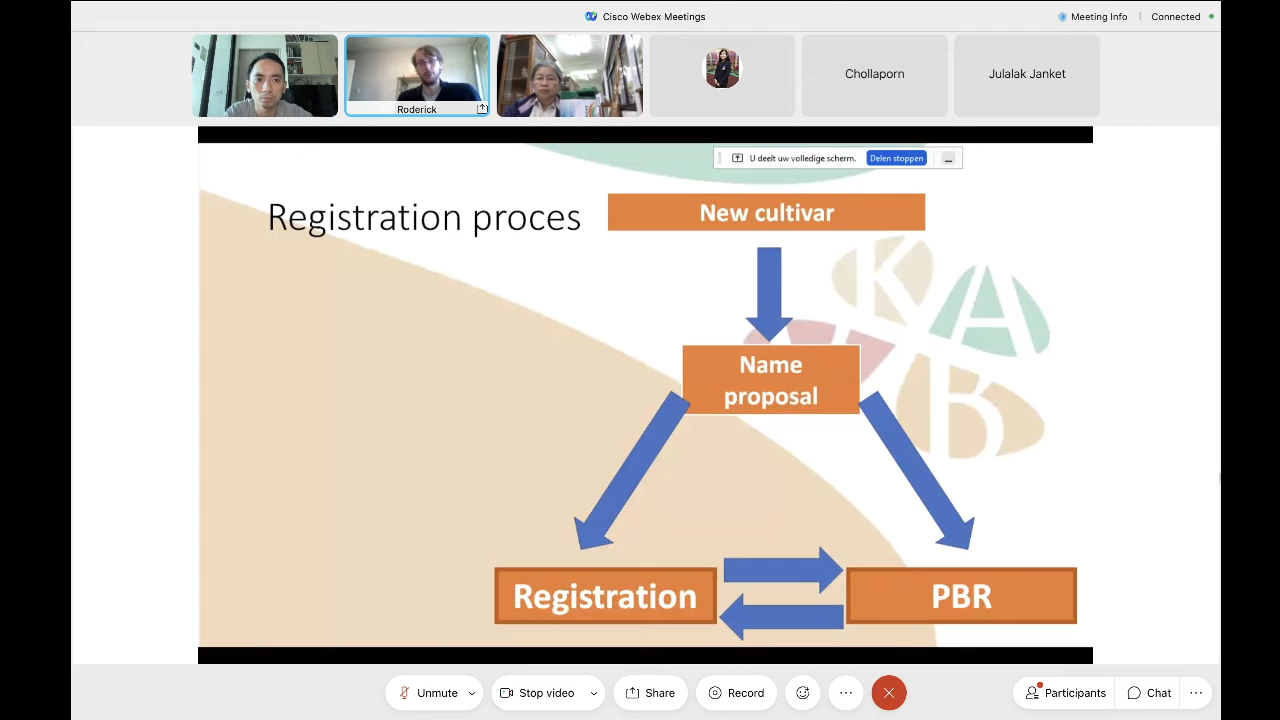 Cisco Webex Meetings
Meeting Info
Connected
Roderick
Chollaporn
Julalak Janket
U deelt uw volledige scherm.
Delen stoppen
Registration proces
New cultivar
KAVB
Name
proposal
Registration
PBR
Unmute
Stop video
Share
Record
Participants
Chat